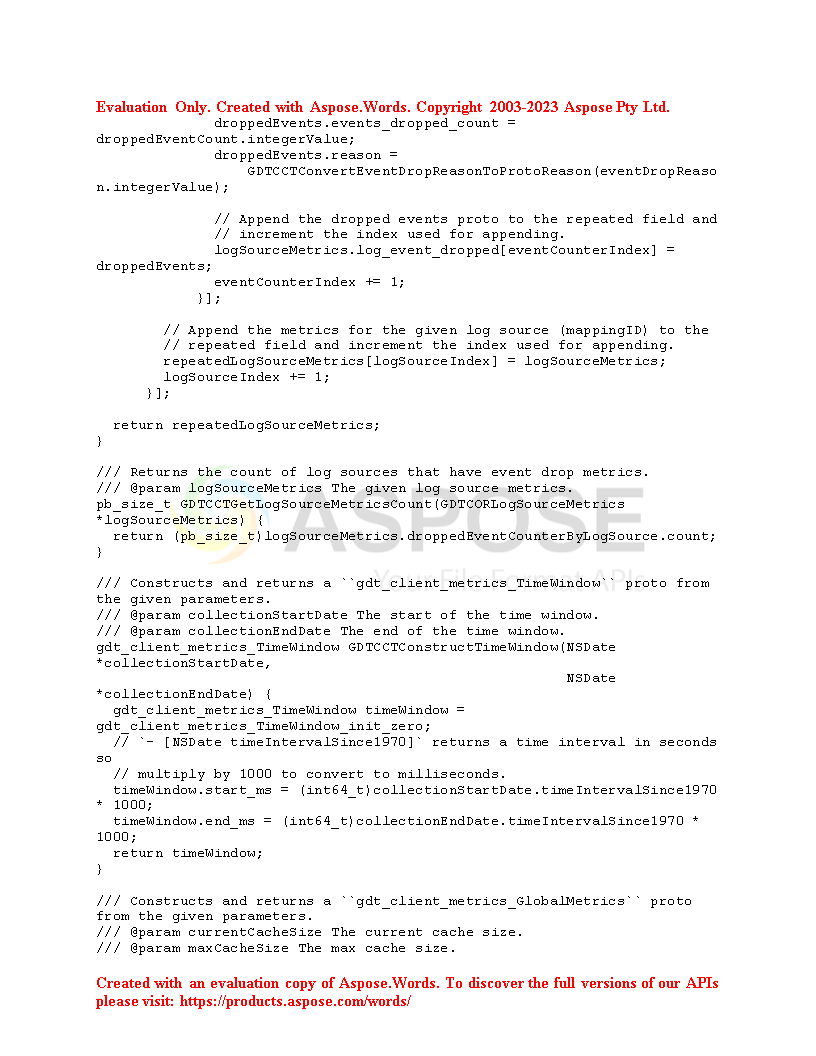 Evaluation Only. Created with Aspose.Words. Copyright 2003-2023 Aspose Pty Ltd.
              droppedEvents.events_dropped_count =
droppedEventCount.integerValue;
              droppedEvents.reason =
                  GDTCCTConvertEventDropReasonToProtoReason(eventDropReaso
n.integerValue);

              // Append the dropped events proto to the repeated field and
              // increment the index used for appending.
              logSourceMetrics.log_event_dropped[eventCounterIndex] =
droppedEvents;
              eventCounterIndex += 1;
            }];

        // Append the metrics for the given log source (mappingID) to the
        // repeated field and increment the index used for appending.
        repeatedLogSourceMetrics[logSourceIndex] = logSourceMetrics;
        logSourceIndex += 1;
      }];

  return repeatedLogSourceMetrics;
}

/// Returns the count of log sources that have event drop metrics.
/// @param logSourceMetrics The given log source metrics.
pb_size_t GDTCCTGetLogSourceMetricsCount(GDTCORLogSourceMetrics
*logSourceMetrics) {
  return (pb_size_t)logSourceMetrics.droppedEventCounterByLogSource.count;
}
ASPOSE
Your File Format APIs

/// Constructs and returns a ``gdt_client_metrics_TimeWindow`` proto from
the given parameters.
/// @param collectionStartDate The start of the time window.
/// @param collectionEndDate The end of the time window.
gdt_client_metrics_TimeWindow GDTCCTConstructTimeWindow(NSDate
*collectionStartDate,
                                                        NSDate
*collectionEndDate) {
  gdt_client_metrics_TimeWindow timeWindow =
gdt_client_metrics_TimeWindow_init_zero;
  // `- [NSDate timeIntervalSince1970]` returns a time interval in seconds
so
  // multiply by 1000 to convert to milliseconds.
  timeWindow.start_ms = (int64_t)collectionStartDate.timeIntervalSince1970
* 1000;
  timeWindow.end_ms = (int64_t)collectionEndDate.timeIntervalSince1970 *
1000;
  return timeWindow;
}

/// Constructs and returns a ``gdt_client_metrics_GlobalMetrics`` proto
from the given parameters.
/// @param currentCacheSize The current cache size.
/// @param maxCacheSize The max cache size.

Created with an evaluation copy of Aspose.Words. To discover the full versions of our APIs
please visit: https://products.aspose.com/words/